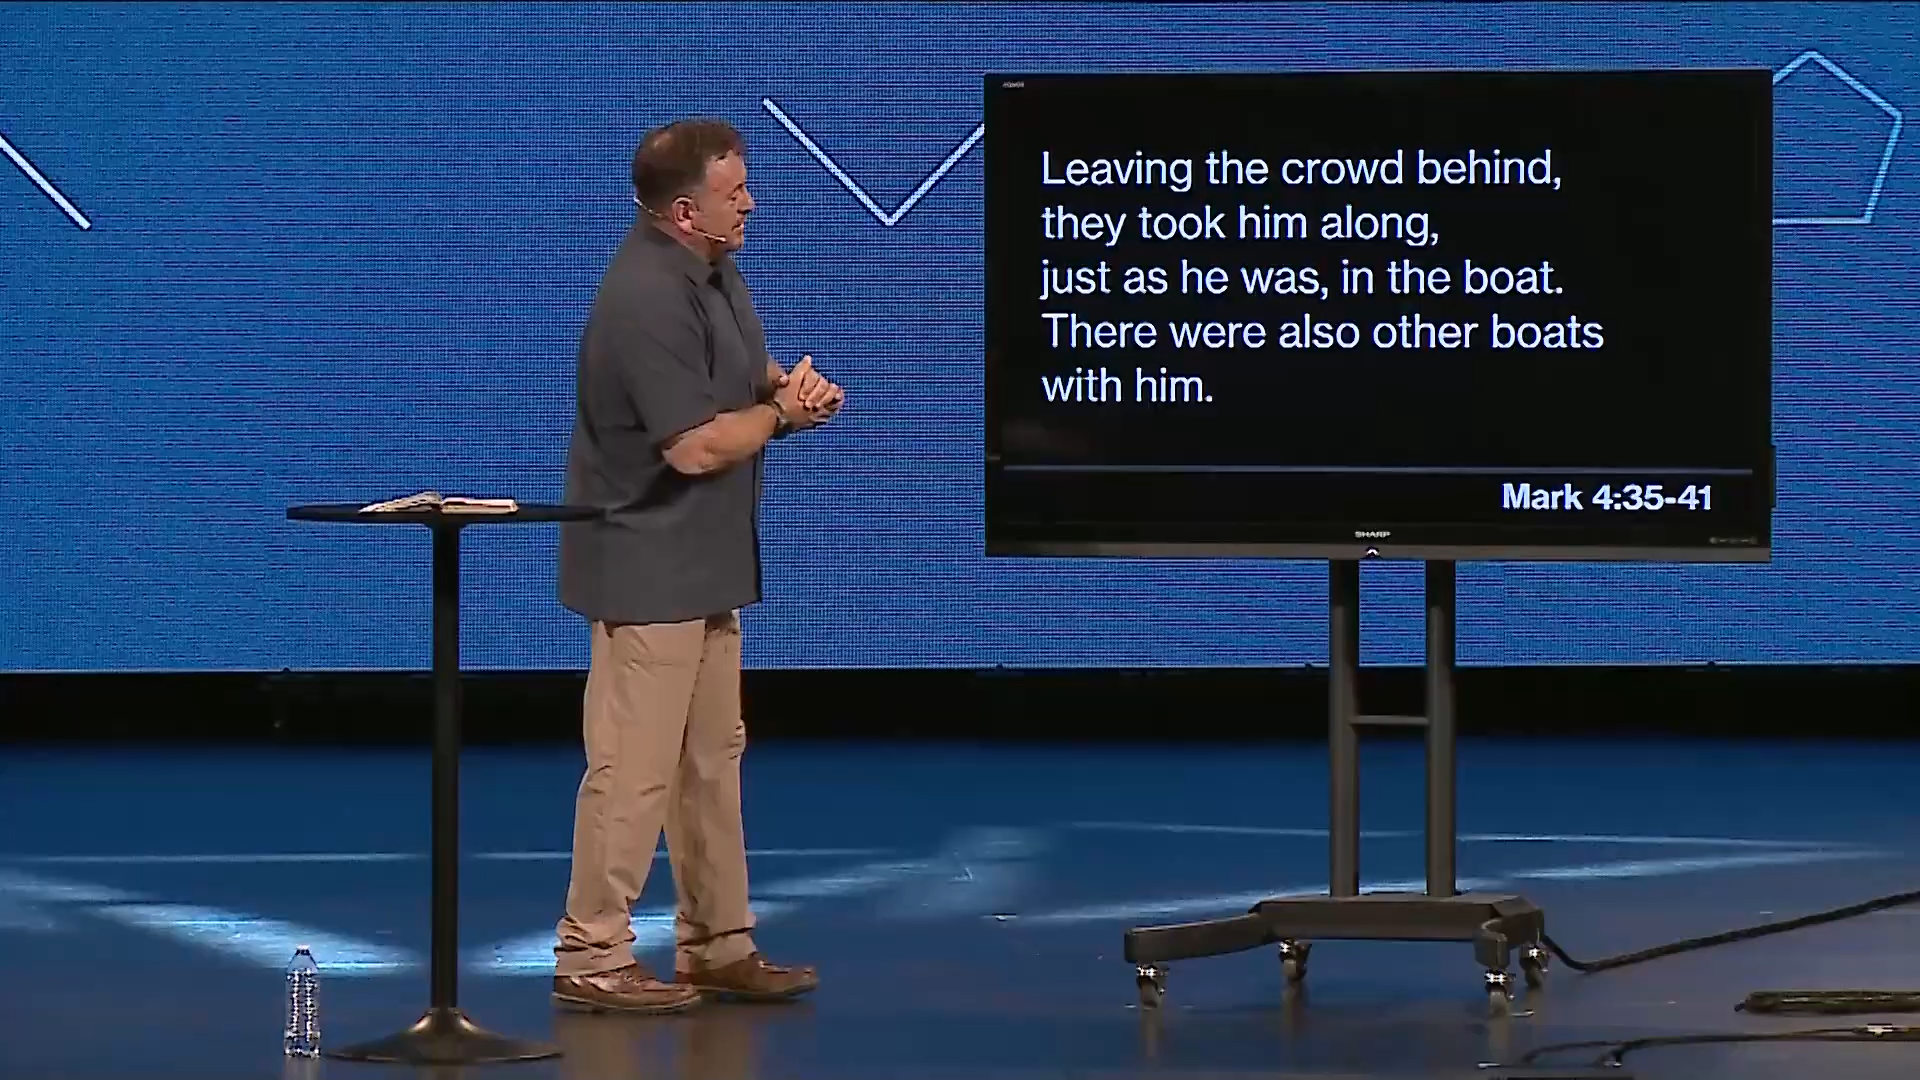 Leaving the crowd behind,
they took him along,
just as he was, in the boat.
There were also other boats
with him.
Mark 4:35-41
SHARP